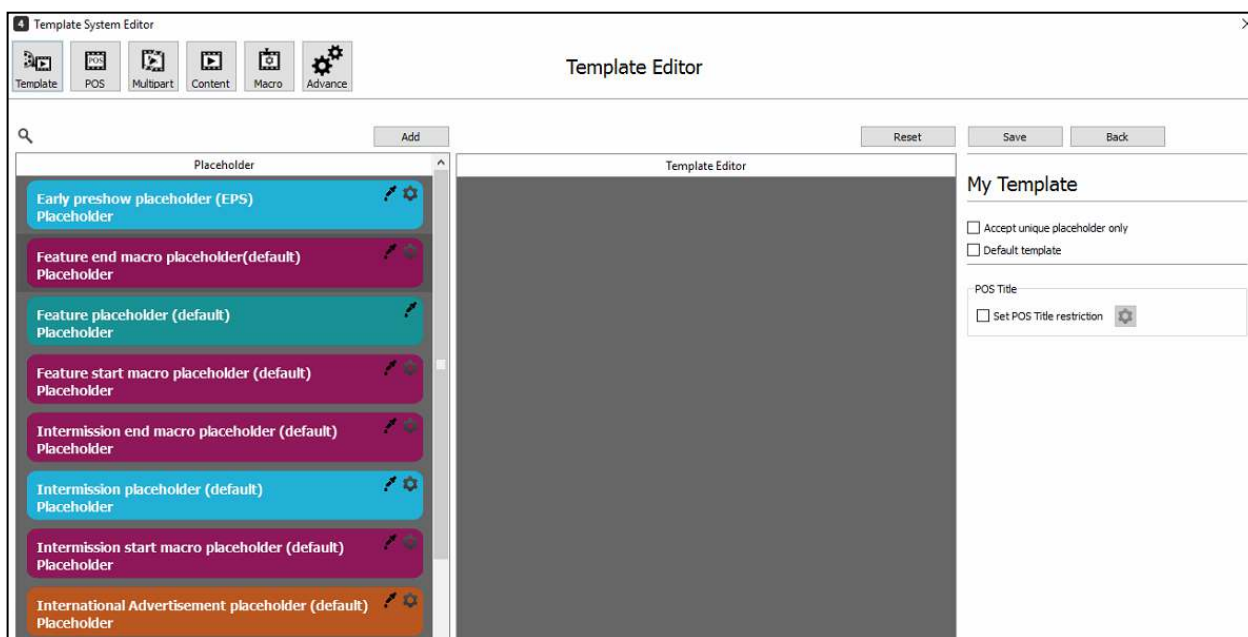 4 Template System Editor
Template POS Multipart Content Macro Advance
Template Editor
Add Reset Save Back
Placeholder
Early preshow placeholder (EPS)
Placeholder
Feature end macro placeholder(default)
Placeholder
Feature placeholder (default)
Placeholder
Feature start macro placeholder (default)
Placeholder
Intermission end macro placeholder (default)
Placeholder
Intermission placeholder (default)
Placeholder
Intermission start macro placeholder (default)
Placeholder
International Advertisement placeholder (default)
Placeholder
Template Editor
My Template
Accept unique placeholder only
Default template
POS Title
Set POS Title restriction